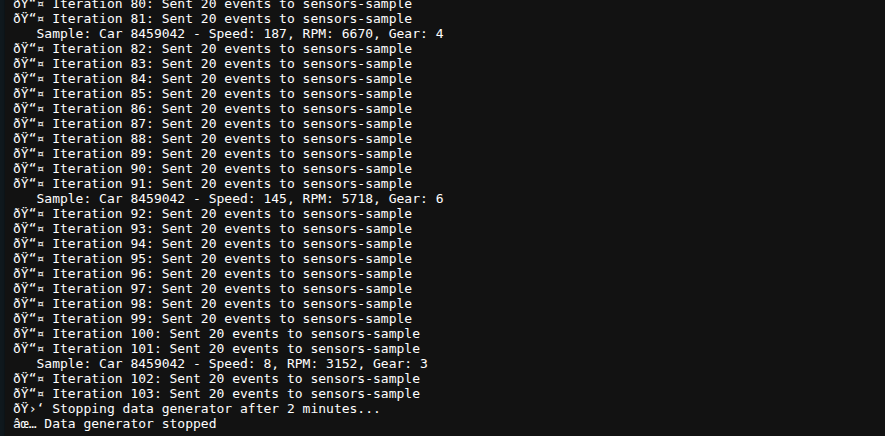 ðŸ“¤ Iteration 80: Sent 20 events to sensors-sample
ðŸ“¤ Iteration 81: Sent 20 events to sensors-sample
Sample: Car 8459042 - Speed: 187, RPM: 6670, Gear: 4
ðŸ“¤ Iteration 82: Sent 20 events to sensors-sample
ðŸ“¤ Iteration 83: Sent 20 events to sensors-sample
ðŸ“¤ Iteration 84: Sent 20 events to sensors-sample
ðŸ“¤ Iteration 85: Sent 20 events to sensors-sample
ðŸ“¤ Iteration 86: Sent 20 events to sensors-sample
ðŸ“¤ Iteration 87: Sent 20 events to sensors-sample
ðŸ“¤ Iteration 88: Sent 20 events to sensors-sample
ðŸ“¤ Iteration 89: Sent 20 events to sensors-sample
ðŸ“¤ Iteration 90: Sent 20 events to sensors-sample
ðŸ“¤ Iteration 91: Sent 20 events to sensors-sample
Sample: Car 8459042 - Speed: 145, RPM: 5718, Gear: 6
ðŸ“¤ Iteration 92: Sent 20 events to sensors-sample
ðŸ“¤ Iteration 93: Sent 20 events to sensors-sample
ðŸ“¤ Iteration 94: Sent 20 events to sensors-sample
ðŸ“¤ Iteration 95: Sent 20 events to sensors-sample
ðŸ“¤ Iteration 96: Sent 20 events to sensors-sample
ðŸ“¤ Iteration 97: Sent 20 events to sensors-sample
ðŸ“¤ Iteration 98: Sent 20 events to sensors-sample
ðŸ“¤ Iteration 99: Sent 20 events to sensors-sample
ðŸ“¤ Iteration 100: Sent 20 events to sensors-sample
ðŸ“¤ Iteration 101: Sent 20 events to sensors-sample
Sample: Car 8459042 - Speed: 8, RPM: 3152, Gear: 3
ðŸ“¤ Iteration 102: Sent 20 events to sensors-sample
ðŸ“¤ Iteration 103: Sent 20 events to sensors-sample
ðŸ›‘ Stopping data generator after 2 minutes...
âœ… Data generator stopped